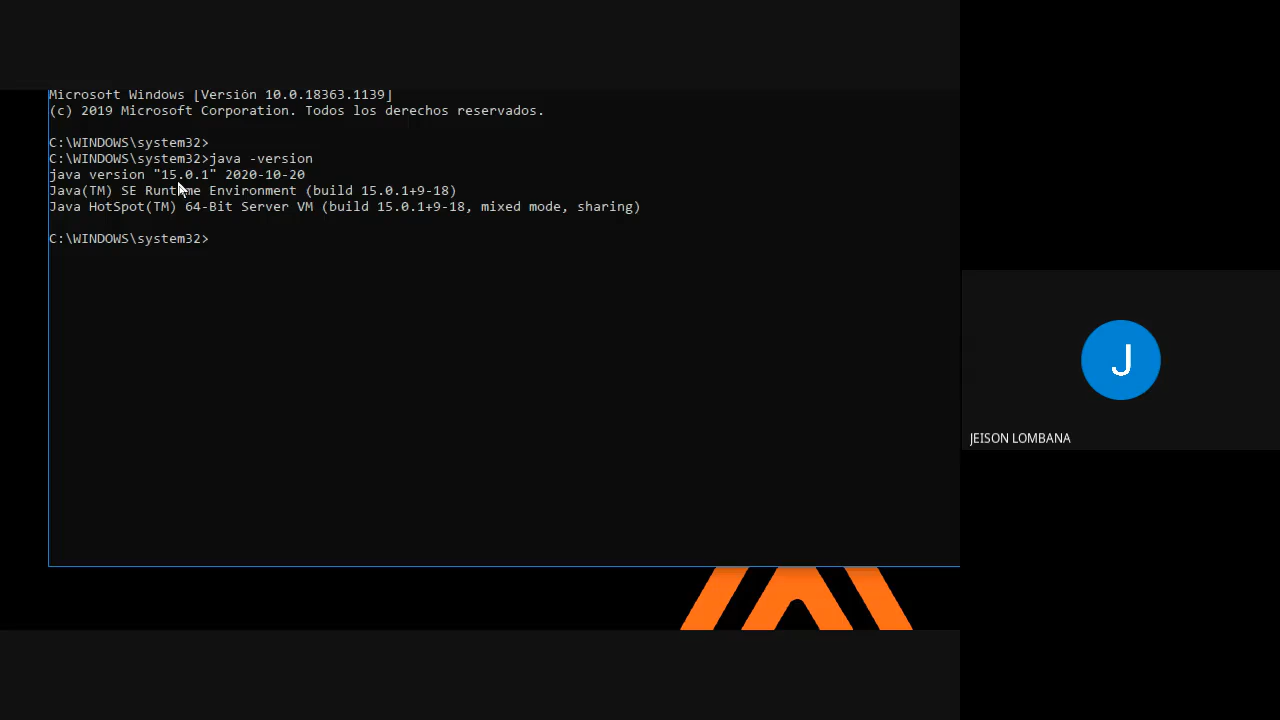 Microsoft Windows [Versión 10.0.18363.1139]
(c) 2019 Microsoft Corporation. Todos los derechos reservados.
C:\WINDOWS\system32>
C:\WINDOWS\system32>java -version
java version "15.0.1" 2020-10-20
Java(TM) SE Runtime Environment (build 15.0.1+9-18)
Java HotSpot(TM) 64-Bit Server VM (build 15.0.1+9-18, mixed mode, sharing)
C:\WINDOWS\system32>
J
JEISON LOMBANA